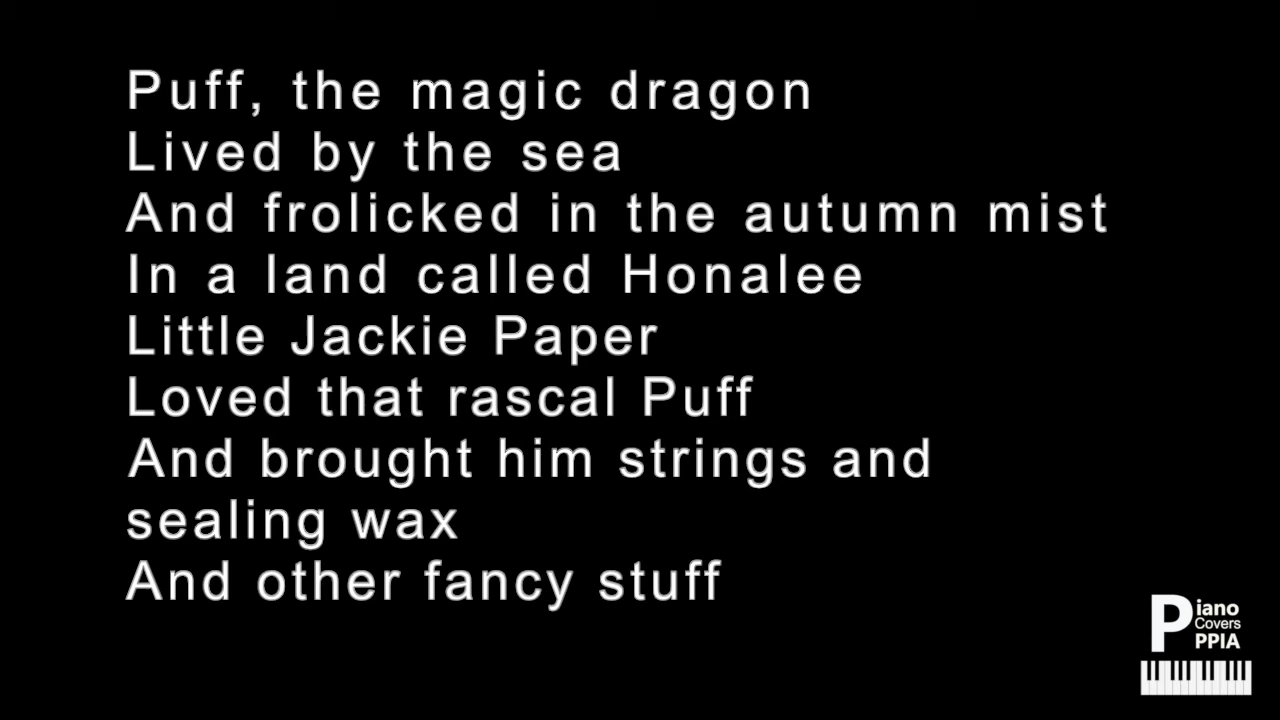 Puff, the magic dragon
Lived by the sea
And frolicked in the autumn mist
In a land called Honalee
Little Jackie Paper
Loved that rascal Puff
And brought him strings and
sealing wax
And other fancy stuff
Piano
Covers
PPIA